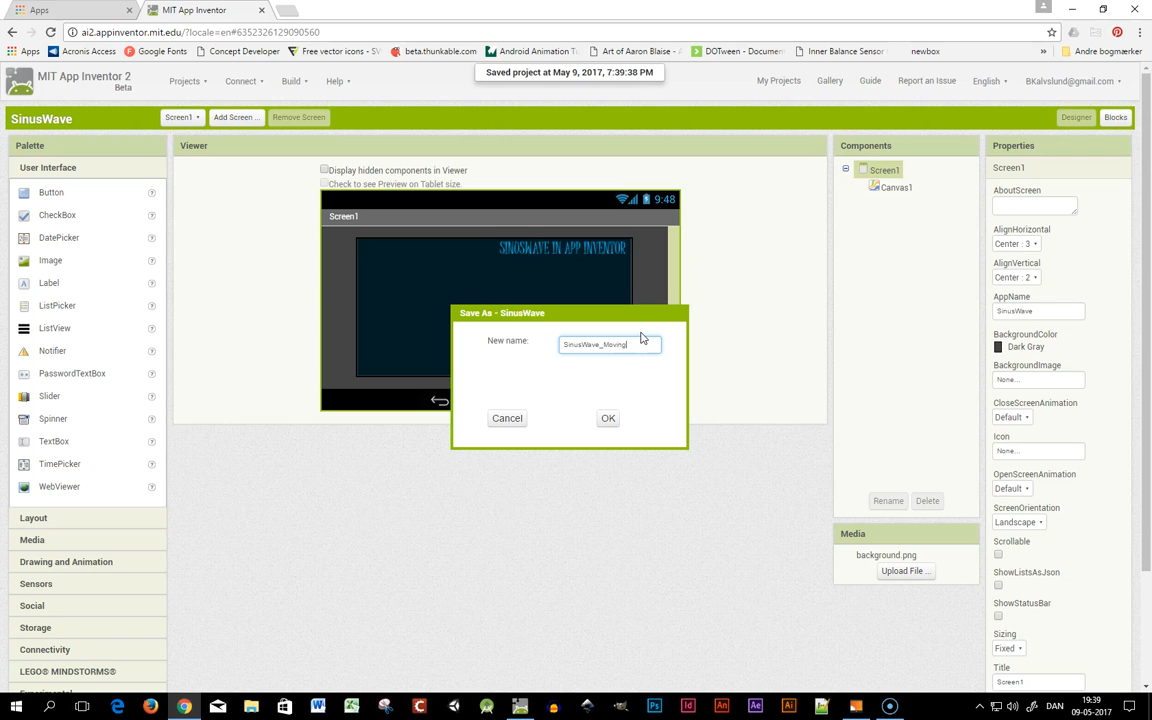 Apps
MIT App Inventor
ai2.appinventor.mit.edu/?locale=en#6352326129090560
Apps
Acronis Access
Google Fonts
Concept Developer
Free vector icons - SV
beta.thunkable.com
Android Animation Tu
Art of Aaron Blaise - A
DOTween - Document
Inner Balance Sensor
newbox
»
Andre bogmærker
MIT App Inventor 2
Beta
Projects
Connect
Build
Help
Saved project at May 9, 2017, 7:39:38 PM
My Projects
Gallery
Guide
Report an Issue
English
BKalvslund@gmail.com
SinusWave
Screen1
Add Screen ...
Remove Screen
Designer
Blocks
Palette
User Interface
Button
CheckBox
DatePicker
Image
Label
ListPicker
ListView
Notifier
PasswordTextBox
Slider
Spinner
TextBox
TimePicker
WebViewer
Layout
Media
Drawing and Animation
Sensors
Social
Storage
Connectivity
LEGO® MINDSTORMS®
Experimental
Viewer
Display hidden components in Viewer
Check to see Preview on Tablet size.
9:48
Screen1
SINUSWAVE IN APP INVENTOR
Save As - SinusWave
New name:
SinusWave_Moving
Cancel
OK
Components
Screen1
Canvas1
Rename
Delete
Media
background.png
Upload File ...
Properties
Screen1
AboutScreen
AlignHorizontal
Center : 3
AlignVertical
Center : 2
AppName
SinusWave
BackgroundColor
Dark Gray
BackgroundImage
None...
CloseScreenAnimation
Default
Icon
None...
OpenScreenAnimation
Default
ScreenOrientation
Landscape
Scrollable
ShowListsAsJson
ShowStatusBar
Sizing
Fixed
Title
Screen1
DAN
19:39
09-05-2017